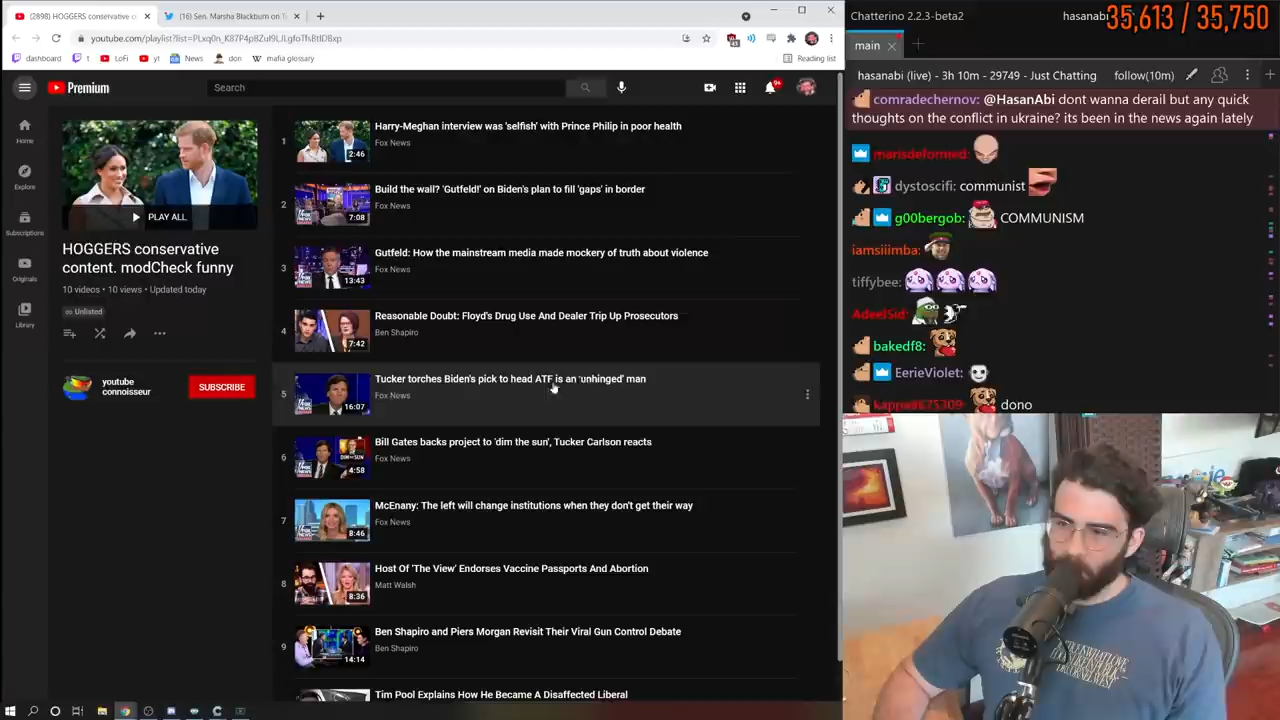 (2898) HOGGERS conservative c
(16) Sen. Marsha Blackburn on T
youtube.com/playlist?list=PLxq0n_K87P4p8ZuI9LJLgfoTfsBtID8xp
dashboard
t
LoFi
yt
News
don
mafia glossary
Reading list
Premium
Search
9+
Home
Explore
Subscriptions
Originals
Library
PLAY ALL
HOGGERS conservative
content. modCheck funny
10 videos • 10 views • Updated today
Unlisted
youtube
connoisseur
SUBSCRIBE
1
2:46
Harry-Meghan interview was 'selfish' with Prince Philip in poor health
Fox News
2
7:08
Build the wall? 'Gutfeld!' on Biden's plan to fill 'gaps' in border
Fox News
3
13:43
Gutfeld: How the mainstream media made mockery of truth about violence
Fox News
4
7:42
Reasonable Doubt: Floyd's Drug Use And Dealer Trip Up Prosecutors
Ben Shapiro
5
16:07
Tucker torches Biden's pick to head ATF is an 'unhinged' man
Fox News
6
4:58
Bill Gates backs project to 'dim the sun', Tucker Carlson reacts
Fox News
7
8:46
McEnany: The left will change institutions when they don't get their way
Fox News
8
8:36
Host Of 'The View' Endorses Vaccine Passports And Abortion
Matt Walsh
9
14:14
Ben Shapiro and Piers Morgan Revisit Their Viral Gun Control Debate
Ben Shapiro
Tim Pool Explains How He Became A Disaffected Liberal
Chatterino 2.2.3-beta2
hasanabi
35,613 / 35,750
main
hasanabi (live) - 3h 10m - 29749 - Just Chatting
follow(10m)
comradechernov: @HasanAbi dont wanna derail but any quick
thoughts on the conflict in ukraine? its been in the news again lately
marisdeformed:
dystoscifi: communist
g00bergob: COMMUNISM
iamsiiimba:
tiffybee:
AdeelSid:
bakedf8:
EerieViolet:
kappa8675309: dono